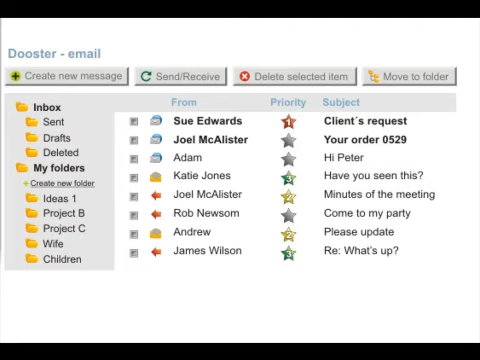 Dooster - email
Create new message Send/Receive Delete selected item Move to folder
From Priority Subject
Inbox
Sent
Drafts
Deleted
My folders
+ Create new folder
Ideas 1
Project B
Project C
Wife
Children
Sue Edwards 1 Client´s request
Joel McAlister Your order 0529
Adam Hi Peter
Katie Jones 3 Have you seen this?
Joel McAlister 2 Minutes of the meeting
Rob Newsom Come to my party
Andrew 2 Please update
James Wilson 3 Re: What's up?